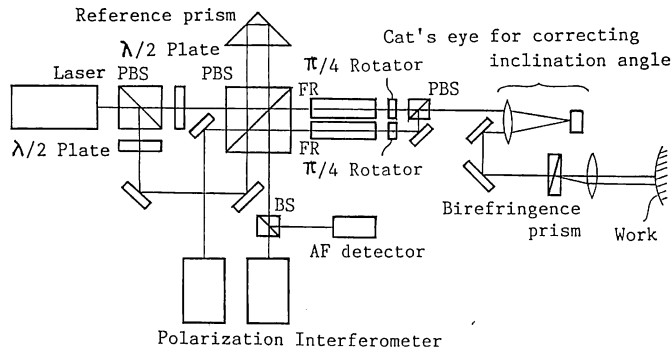 Reference prism
λ/2 Plate
Cat's eye for correcting
inclination angle
Laser
PBS
PBS
π/4 Rotator
FR
PBS
λ/2 Plate
FR
π/4 Rotator
BS
AF detector
Birefringence
prism
Work
Polarization Interferometer